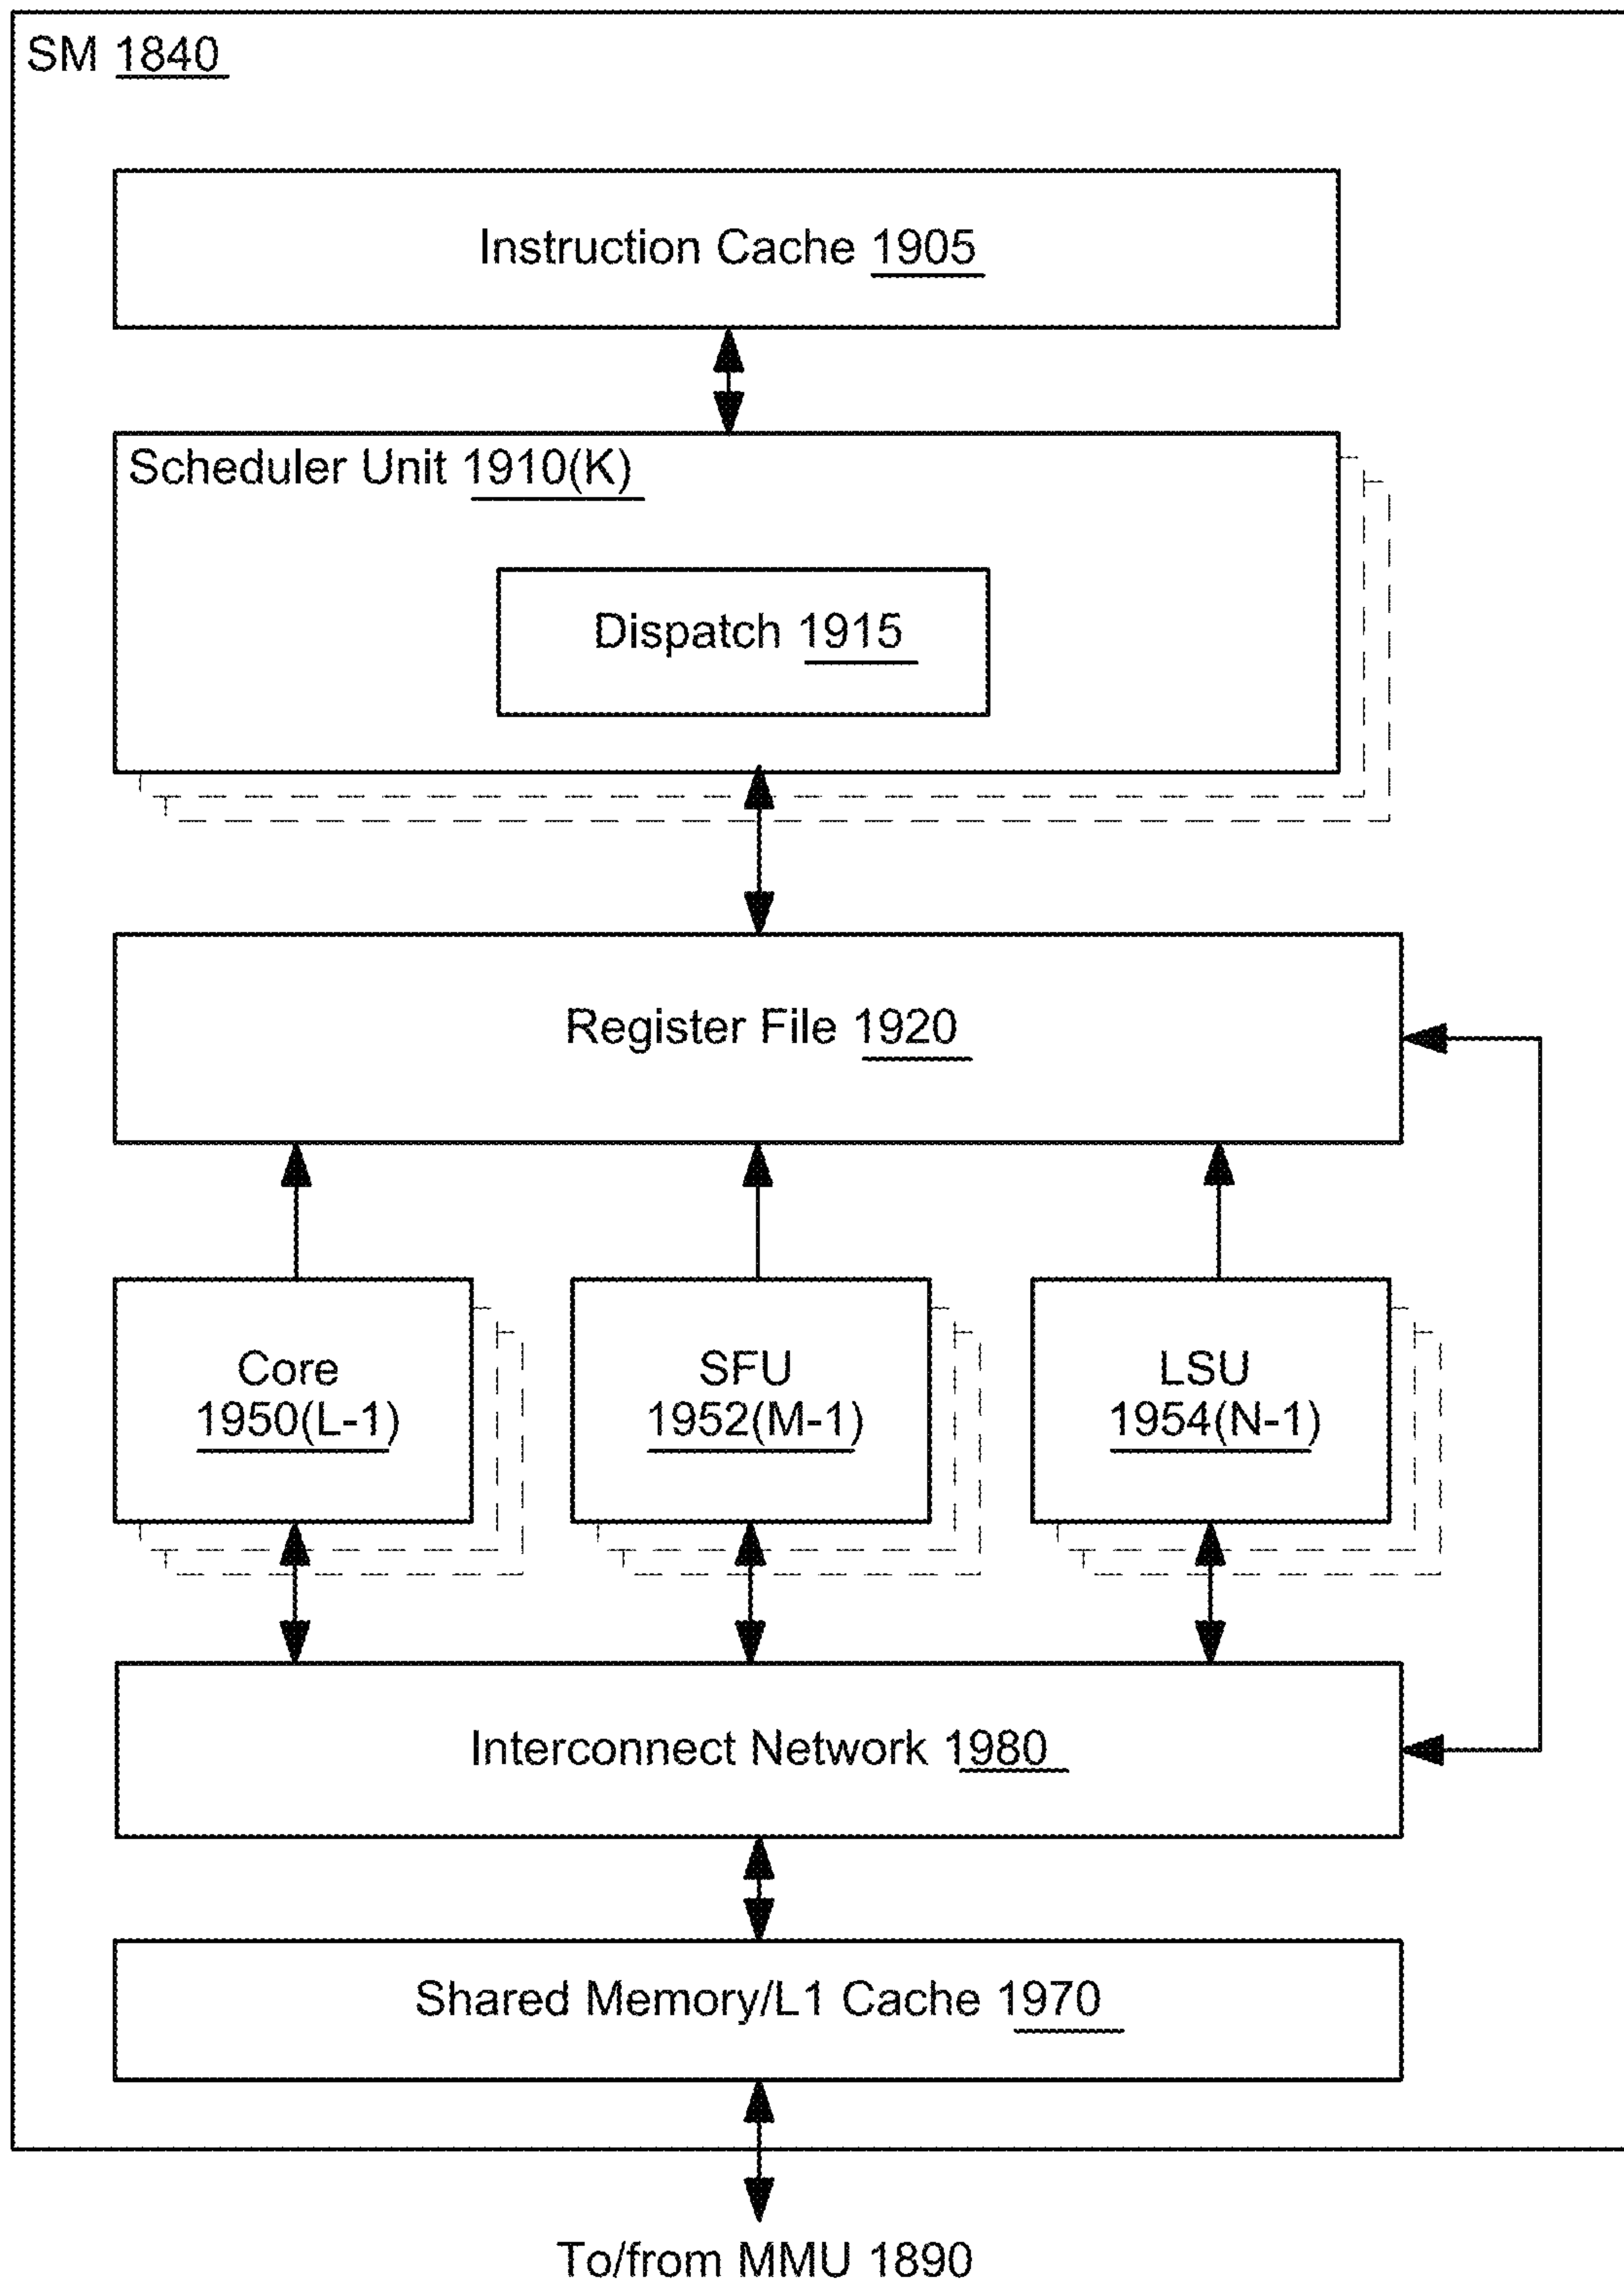 SM 1840
Instruction Cache 1905
Scheduler Unit 1910(K)
Dispatch 1915
Register File 1920
Core
1950(L-1)
SFU
1952(M-1)
LSU
1954(N-1)
Interconnect Network 1980
Shared Memory/L1 Cache 1970
To/from MMU 1890